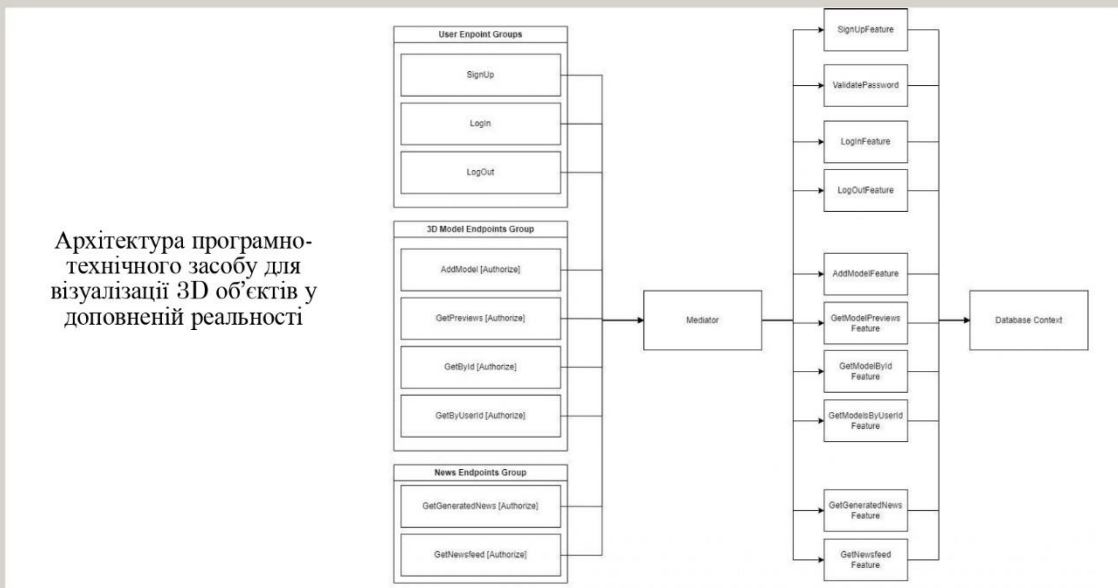 Архітектура програмно-
технічного засобу для
візуалізації 3D об’єктів у
доповненій реальності
User Enpoint Groups
SignUp
LogIn
LogOut
3D Model Endpoints Group
AddModel [Authorize]
GetPreviews [Authorize]
GetById [Authorize]
GetByUserId [Authorize]
News Endpoints Group
GetGeneratedNews [Authorize]
GetNewsfeed [Authorize]
Mediator
SignUpFeature
ValidatePassword
LogInFeature
LogOutFeature
AddModelFeature
GetModelPreviews
Feature
GetModelById
Feature
GetModelsByUserId
Feature
GetGeneratedNews
Feature
GetNewsfeed
Feature
Database Context